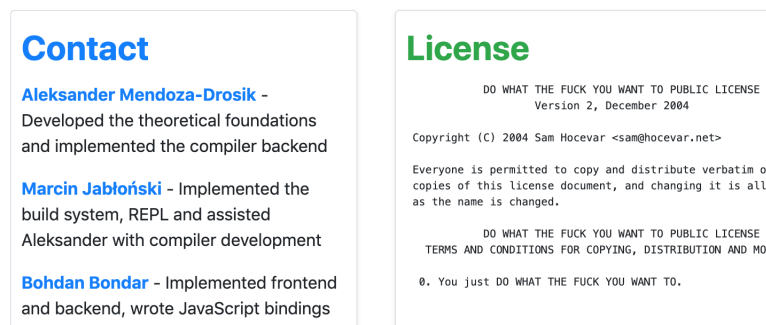 Contact
Aleksander Mendoza-Drosik -
Developed the theoretical foundations
and implemented the compiler backend
Marcin Jabłoński - Implemented the
build system, REPL and assisted
Aleksander with compiler development
Bohdan Bondar - Implemented frontend
and backend, wrote JavaScript bindings
License
DO WHAT THE FUCK YOU WANT TO PUBLIC LICENSE
Version 2, December 2004
Copyright (C) 2004 Sam Hocevar <sam@hocevar.net>
Everyone is permitted to copy and distribute verbatim o
copies of this license document, and changing it is all
as the name is changed.
DO WHAT THE FUCK YOU WANT TO PUBLIC LICENSE
TERMS AND CONDITIONS FOR COPYING, DISTRIBUTION AND MO
0. You just DO WHAT THE FUCK YOU WANT TO.